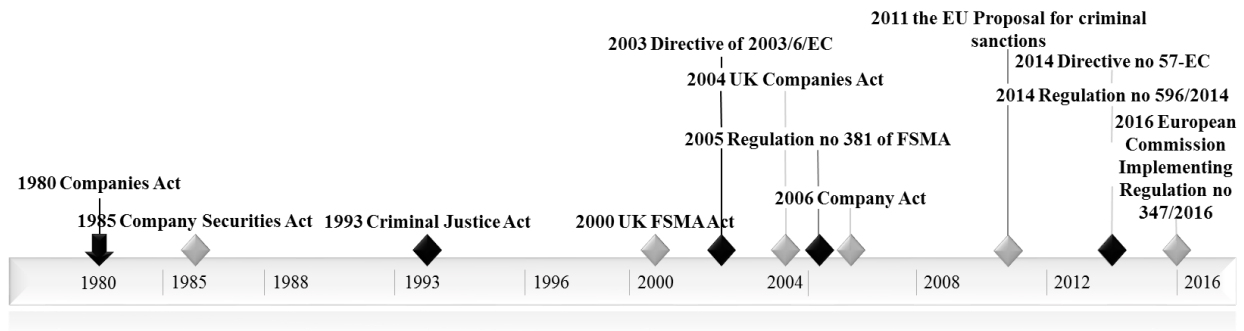 2011 the EU Proposal for criminal
sanctions
2003 Directive of 2003/6/EC
2014 Directive no 57-EC
2004 UK Companies Act
2014 Regulation no 596/2014
2016 European
Commission
Implementing
Regulation no
347/2016
2005 Regulation no 381 of FSMA
1980 Companies Act
2006 Company Act
1985 Company Securities Act
1993 Criminal Justice Act
2000 UK FSMA Act
1980
1985
1988
1993
1996
2000
2004
2008
2012
2016